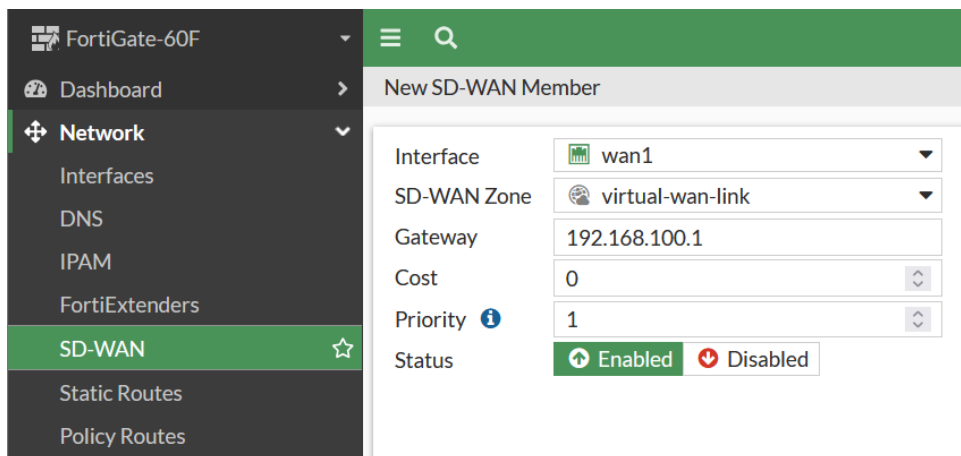 FortiGate-60F
Dashboard
Network
Interfaces
DNS
IPAM
FortiExtenders
SD-WAN
Static Routes
Policy Routes
New SD-WAN Member
Interface wan1
SD-WAN Zone virtual-wan-link
Gateway 192.168.100.1
Cost 0
Priority 1
Status Enabled Disabled